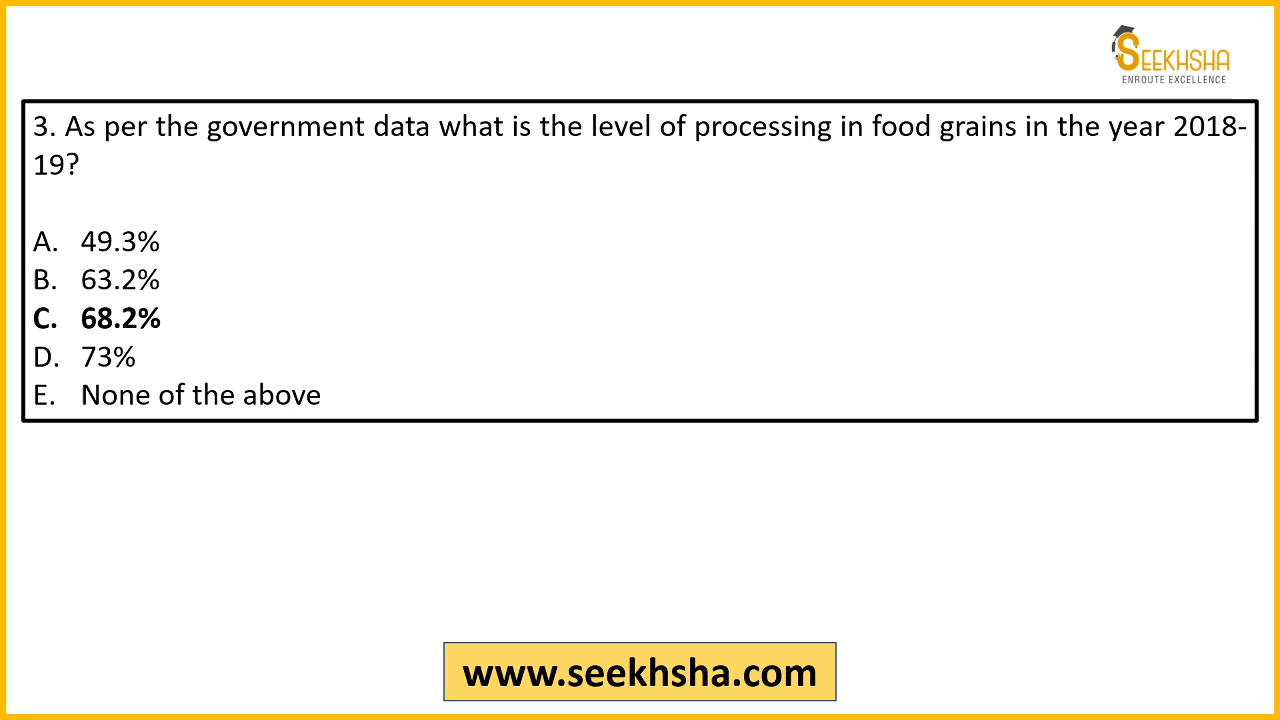 SEEKHSHA
ENROUTE EXCELLENCE
3. As per the government data what is the level of processing in food grains in the year 2018-
19?
A. 49.3%
B. 63.2%
C. 68.2%
D. 73%
E. None of the above
www.seekhsha.com